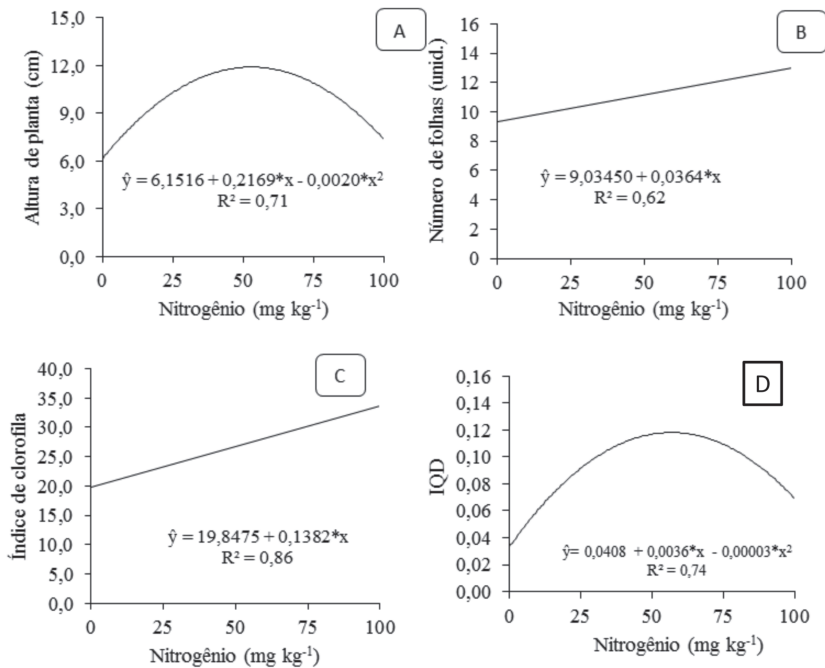 A
Altura de planta (cm)
15,0
12,0
9,0
6,0
3,0
0,0
ŷ = 6,1516 + 0,2169*x - 0,0020*x²
R² = 0,71
0 25 50 75 100
Nitrogênio (mg kg⁻¹)
B
Número de folhas (unid.)
16
14
12
10
8
6
4
2
0
ŷ = 9,03450 + 0,0364*x
R² = 0,62
0 25 50 75 100
Nitrogênio (mg kg⁻¹)
C
Índice de clorofila
40,0
35,0
30,0
25,0
20,0
15,0
10,0
5,0
0,0
ŷ = 19,8475 + 0,1382*x
R² = 0,86
0 25 50 75 100
Nitrogênio (mg kg⁻¹)
D
IQD
0,16
0,14
0,12
0,10
0,08
0,06
0,04
0,02
0,00
ŷ= 0,0408 + 0,0036*x - 0,00003*x²
R² = 0,74
0 25 50 75 100
Nitrogênio (mg kg⁻¹)